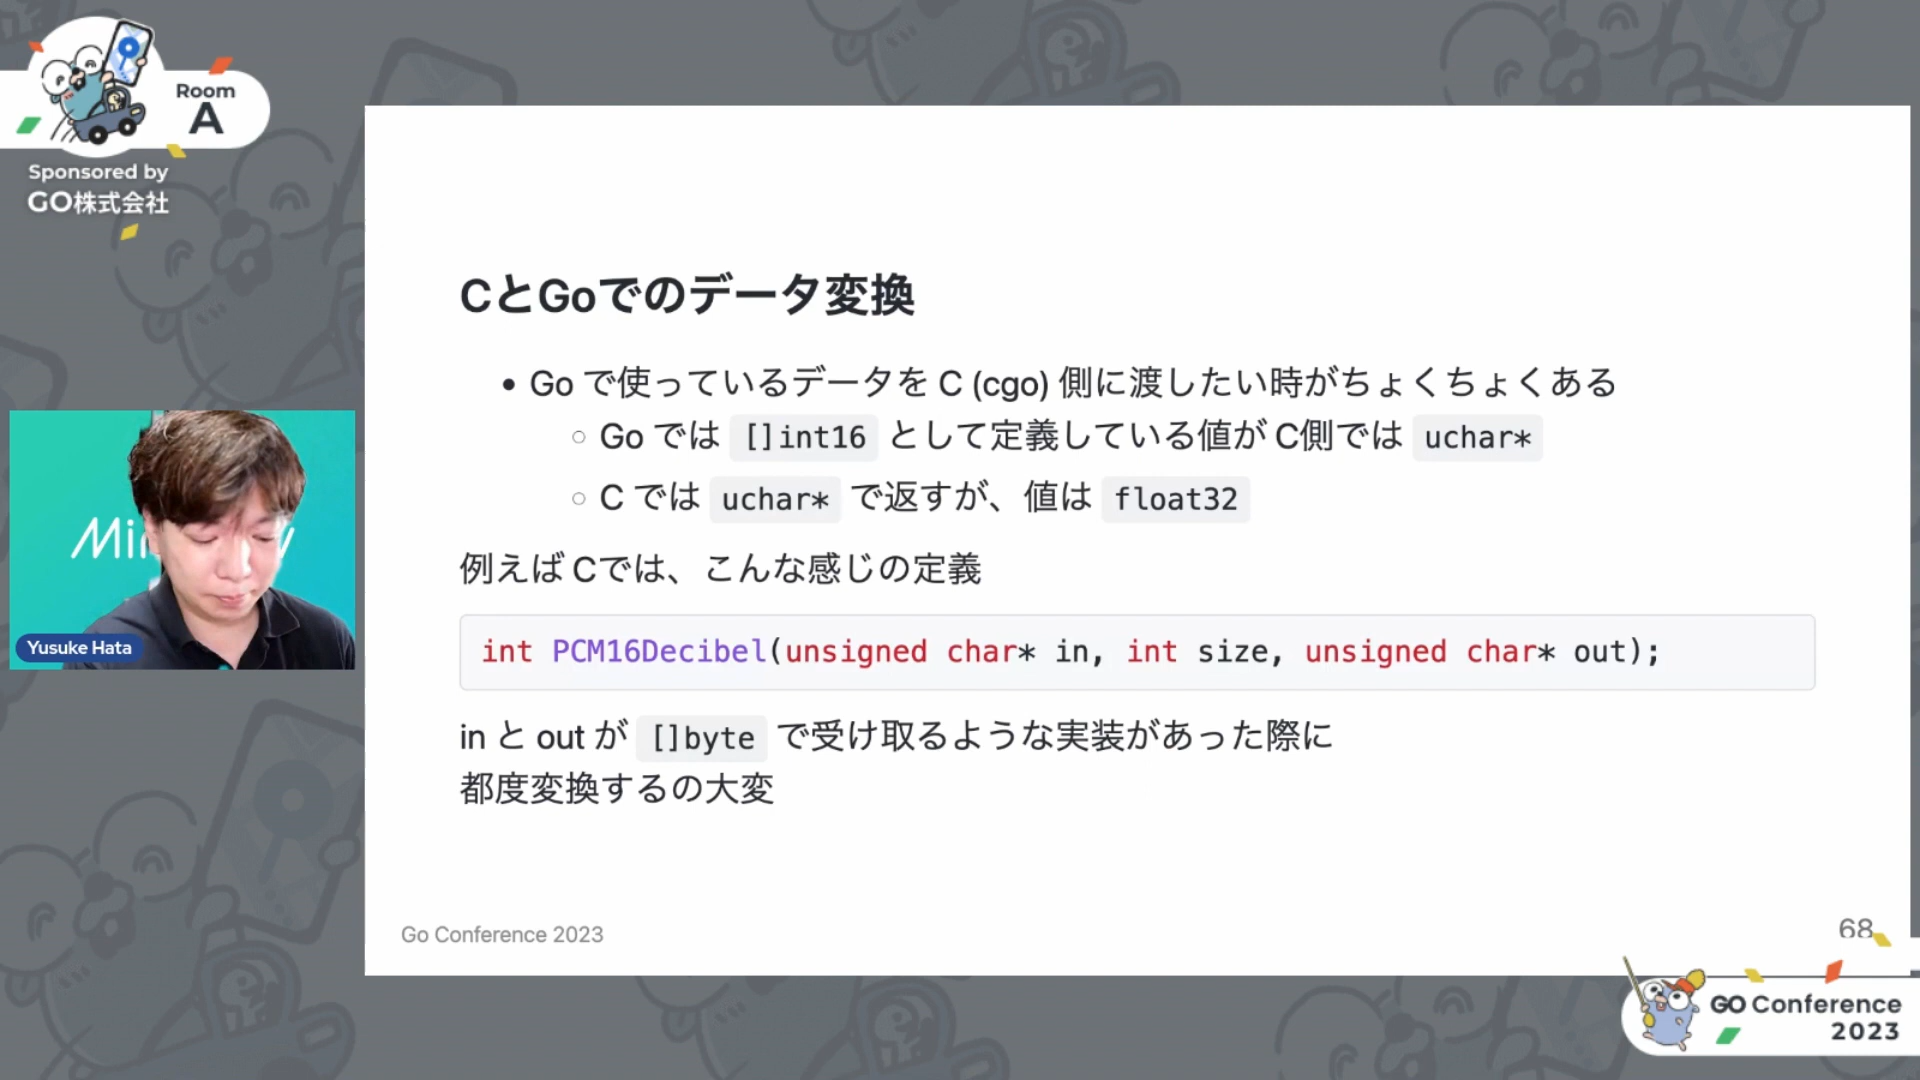 Room
A
Sponsored by
GO株式会社
CとGoでのデータ変換
• Go で使っているデータを C (cgo) 側に渡したい時がちょくちょくある
○ Go では []int16 として定義している値が C側では uchar*
○ C では uchar* で返すが、値は float32
例えば Cでは、こんな感じの定義
int PCM16Decibel(unsigned char* in, int size, unsigned char* out);
in と out が []byte で受け取るような実装があった際に
都度変換するの大変
Go Conference 2023
68
Yusuke Hata
GO Conference
2023